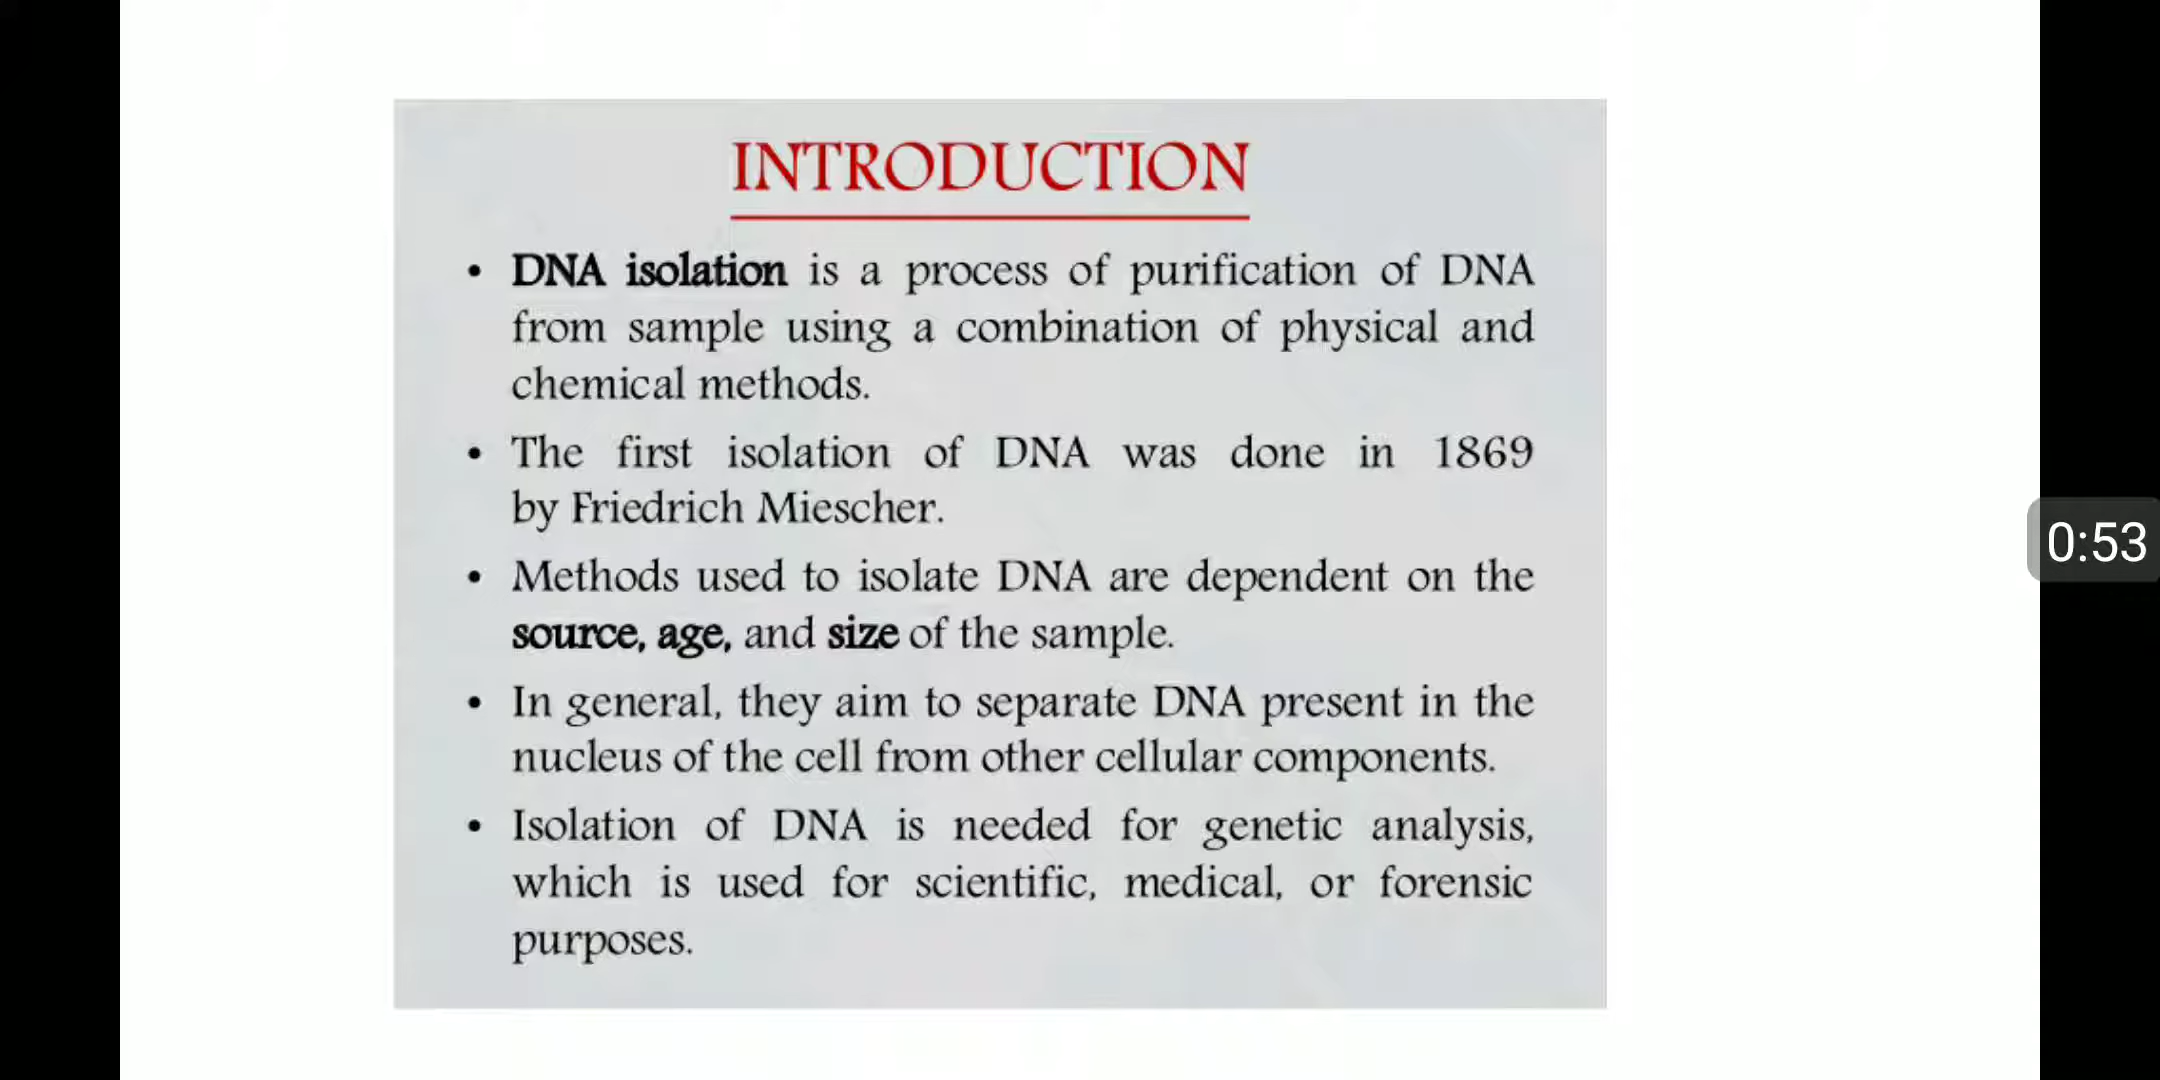 INTRODUCTION
• DNA isolation is a process of purification of DNA
from sample using a combination of physical and
chemical methods.
• The first isolation of DNA was done in 1869
by Friedrich Miescher.
• Methods used to isolate DNA are dependent on the
source, age, and size of the sample.
• In general, they aim to separate DNA present in the
nucleus of the cell from other cellular components.
• Isolation of DNA is needed for genetic analysis,
which is used for scientific, medical, or forensic
purposes.
0:53